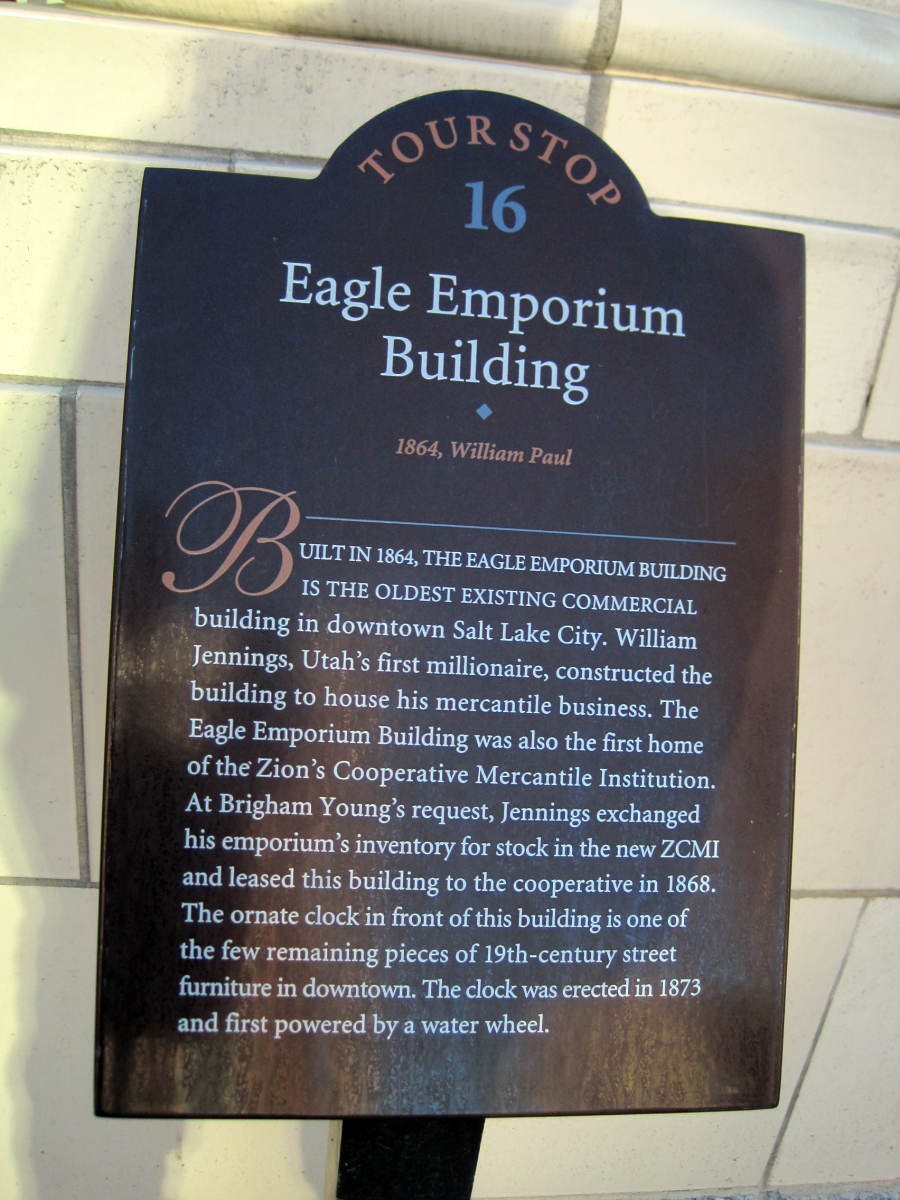 TOUR STOP
16
Eagle Emporium
Building
1864, William Paul
BUILT IN 1864, THE EAGLE EMPORIUM BUILDING
IS THE OLDEST EXISTING COMMERCIAL
building in downtown Salt Lake City. William
Jennings, Utah's first millionaire, constructed the
building to house his mercantile business. The
Eagle Emporium Building was also the first home
of the Zion's Cooperative Mercantile Institution.
At Brigham Young's request, Jennings exchanged
his emporium's inventory for stock in the new ZCMI
and leased this building to the cooperative in 1868.
The ornate clock in front of this building is one of
the few remaining pieces of 19th-century street
furniture in downtown. The clock was erected in 1873
and first powered by a water wheel.